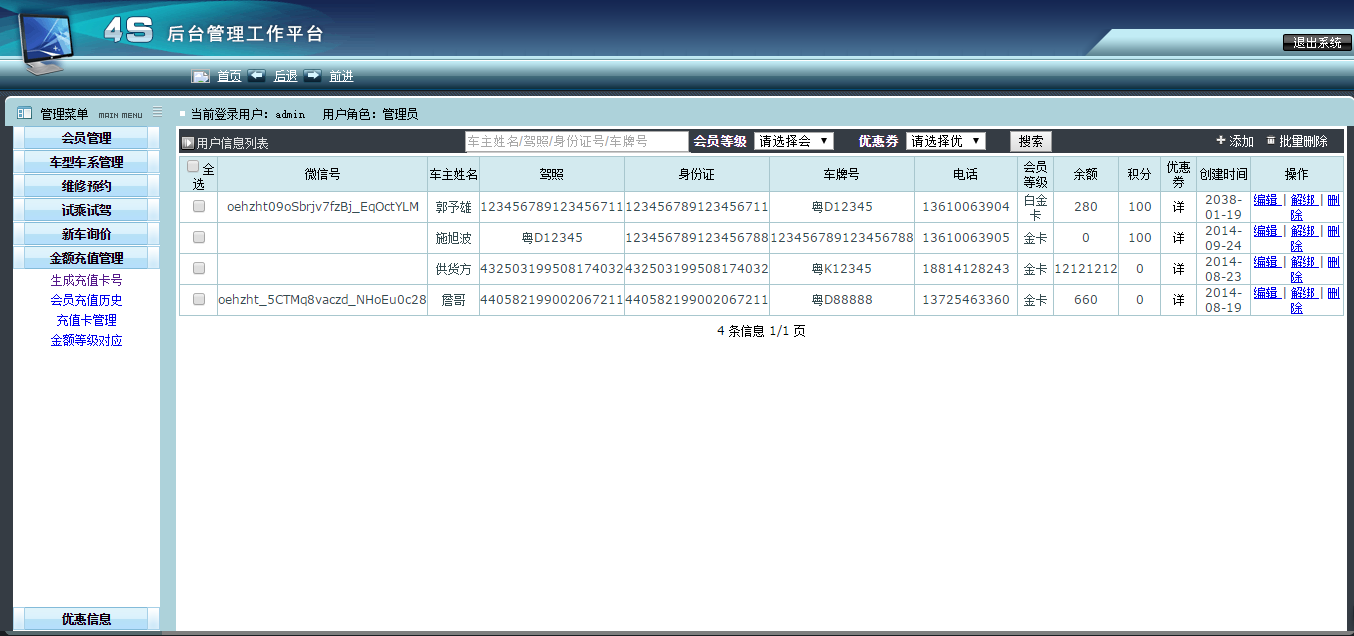 4S 后台管理工作平台
退出系统
首页 后退 前进
管理菜单 MAIN MENU
当前登录用户：admin 用户角色：管理员
会员管理
车型车系管理
维修预约
试乘试驾
新车询价
金额充值管理
生成充值卡号
会员充值历史
充值卡管理
金额等级对应
优惠信息
用户信息列表 车主姓名/驾照/身份证号/车牌号 会员等级 请选择会 优惠券 请选择优 搜索 添加 批量删除
全选 微信号 车主姓名 驾照 身份证 车牌号 电话 会员等级 余额 积分 优惠券 创建时间 操作
oehzht09oSbrjv7fzBj_EqOctYLM 郭予雄 123456789123456711 123456789123456711 粤D12345 13610063904 白金卡 280 100 详 2038-01-19 编辑 | 解绑 | 删除
施旭波 粤D12345 123456789123456788 123456789123456788 13610063905 金卡 0 100 详 2014-09-24 编辑 | 解绑 | 删除
供货方 432503199508174032 432503199508174032 粤K12345 18814128243 金卡 12121212 0 详 2014-08-23 编辑 | 解绑 | 删除
oehzht_5CTMq8vaczd_NHoEu0c28 詹哥 440582199002067211 440582199002067211 粤D88888 13725463360 金卡 660 0 详 2014-08-19 编辑 | 解绑 | 删除
4 条信息 1/1 页